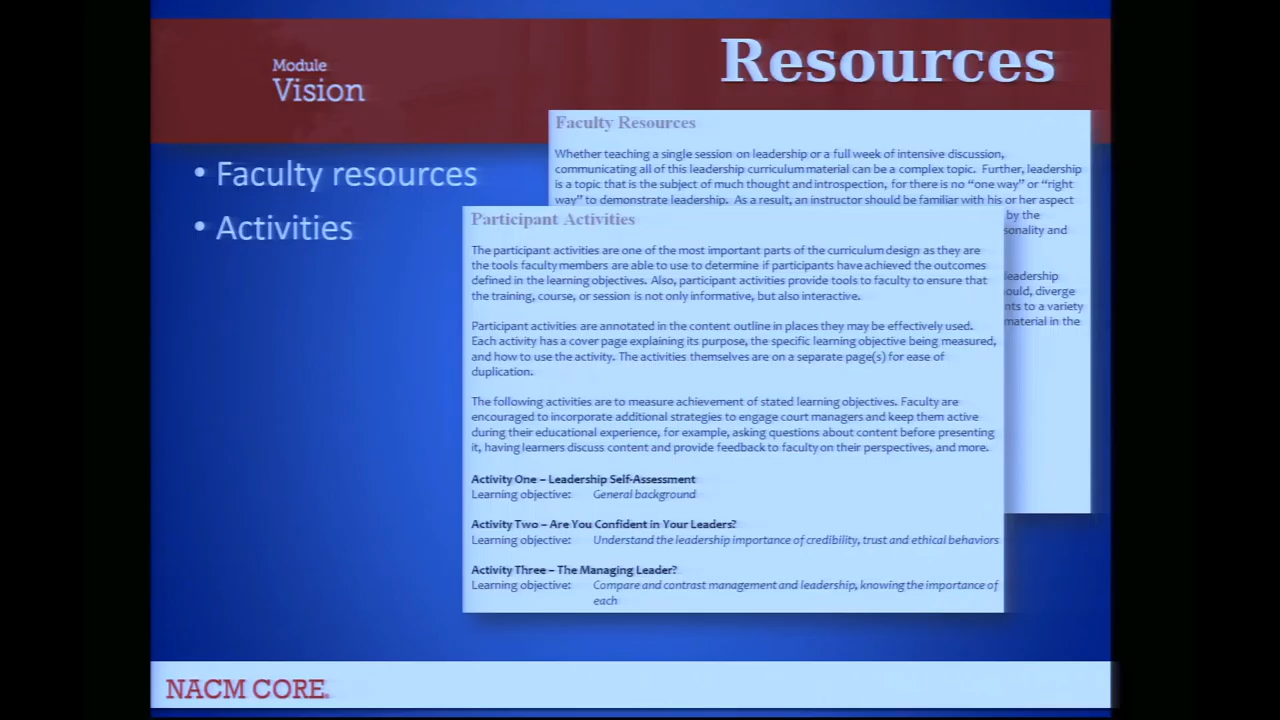 Module
Vision
Resources
• Faculty resources
• Activities
Faculty Resources
Whether teaching a single session on leadership or a full week of intensive discussion,
communicating all of this leadership curriculum material can be a complex topic. Further, leadership
is a topic that is the subject of much thought and introspection, for there is no “one way” or “right
way” to demonstrate leadership. As a result, an instructor should be familiar with his or her aspect
by the
sonality and
leadership
ould, diverge
nts to a variety
material in the
Participant Activities
The participant activities are one of the most important parts of the curriculum design as they are
the tools faculty members are able to use to determine if participants have achieved the outcomes
defined in the learning objectives. Also, participant activities provide tools to faculty to ensure that
the training, course, or session is not only informative, but also interactive.
Participant activities are annotated in the content outline in places they may be effectively used.
Each activity has a cover page explaining its purpose, the specific learning objective being measured,
and how to use the activity. The activities themselves are on a separate page(s) for ease of
duplication.
The following activities are to measure achievement of stated learning objectives. Faculty are
encouraged to incorporate additional strategies to engage court managers and keep them active
during their educational experience, for example, asking questions about content before presenting
it, having learners discuss content and provide feedback to faculty on their perspectives, and more.
Activity One – Leadership Self-Assessment
Learning objective: General background
Activity Two – Are You Confident in Your Leaders?
Learning objective: Understand the leadership importance of credibility, trust and ethical behaviors
Activity Three – The Managing Leader?
Learning objective: Compare and contrast management and leadership, knowing the importance of
each
NACM CORE